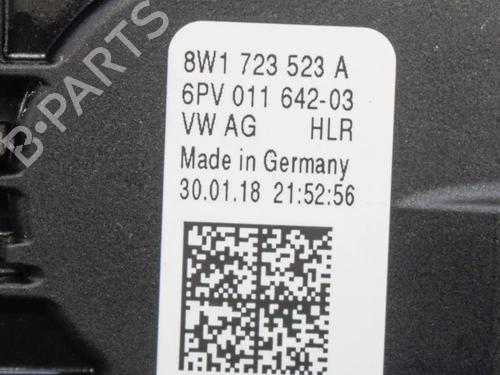 8W1 723 523 A
6PV 011 642-03
VW AG HLR
Made in Germany
30.01.18 21:52:56
B-Parts